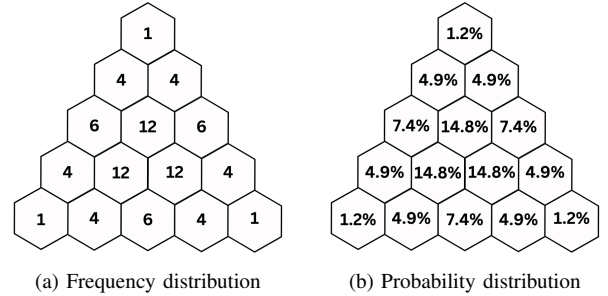 1
4 4
6 12 6
4 12 12 4
1 4 6 4 1
(a) Frequency distribution
1.2%
4.9% 4.9%
7.4% 14.8% 7.4%
4.9% 14.8% 14.8% 4.9%
1.2% 4.9% 7.4% 4.9% 1.2%
(b) Probability distribution